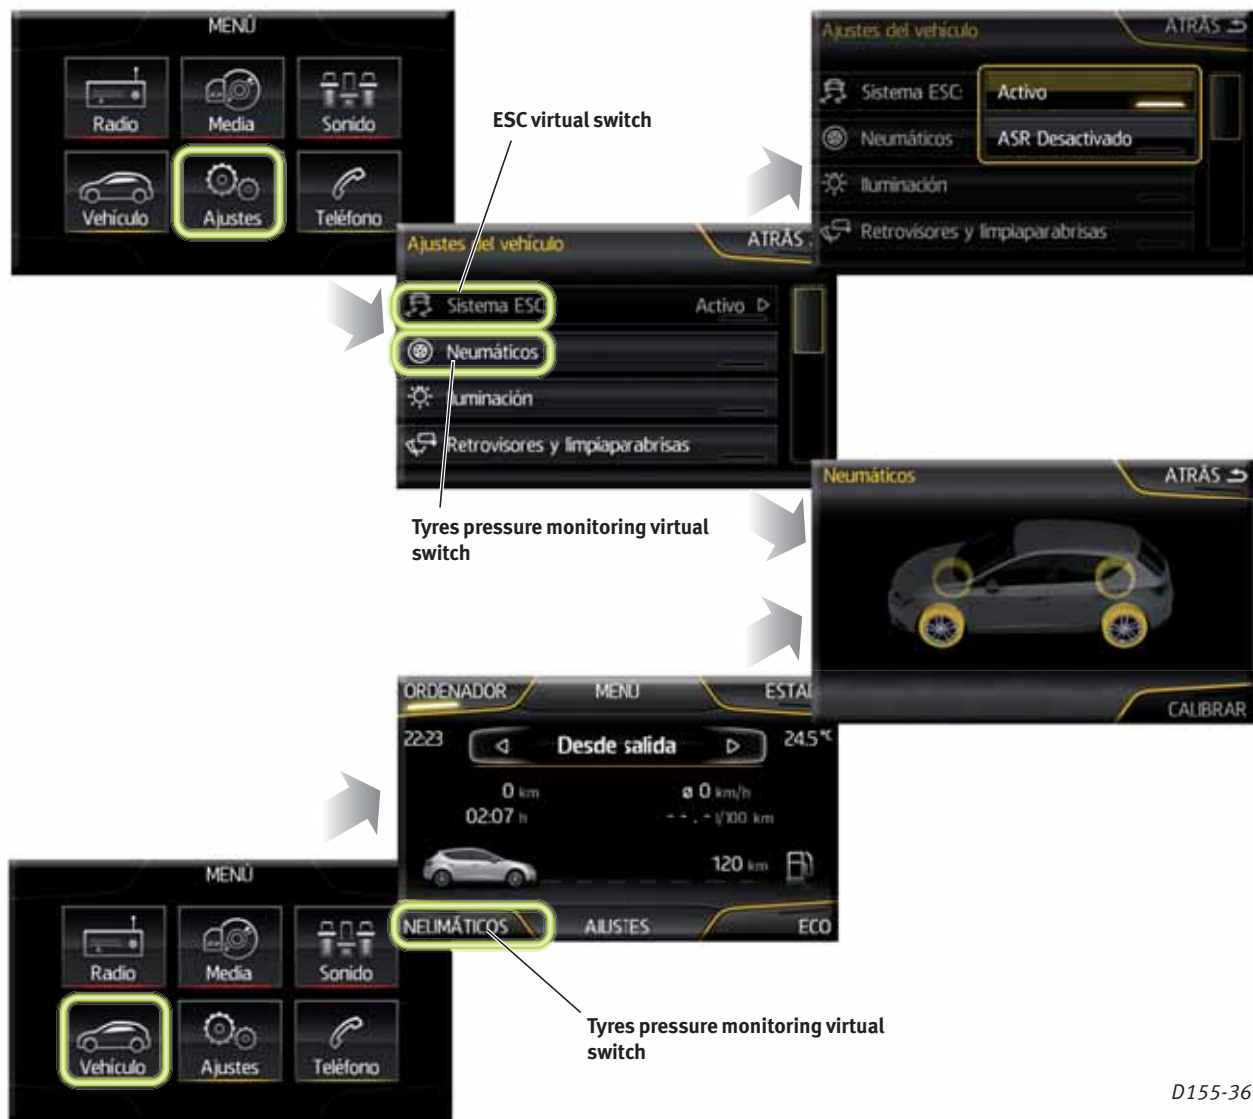 MENÚ
Radio
Media
Sonido
Vehículo
Ajustes
Teléfono
ESC virtual switch
Ajustes del vehículo
ATRÁS
Sistema ESC:
Activo
Neumáticos
ASR Desactivado
Iluminación
Retrovisores y limpiaparabrisas
Ajustes del vehículo
ATRÁS
Sistema ESC
Activo
Neumáticos
Iluminación
Retrovisores y limpiaparabrisas
Tyres pressure monitoring virtual
switch
Neumáticos
ATRÁS
CALIBRAR
ORDENADOR
MENÚ
ESTAD
22:23
Desde salida
24.5 °C
0 km
ø 0 km/h
02:07 h
--.- l/100 km
120 km
NEUMÁTICOS
AJUSTES
ECO
Tyres pressure monitoring virtual
switch
MENÚ
Radio
Media
Sonido
Vehículo
Ajustes
Teléfono
D155-36